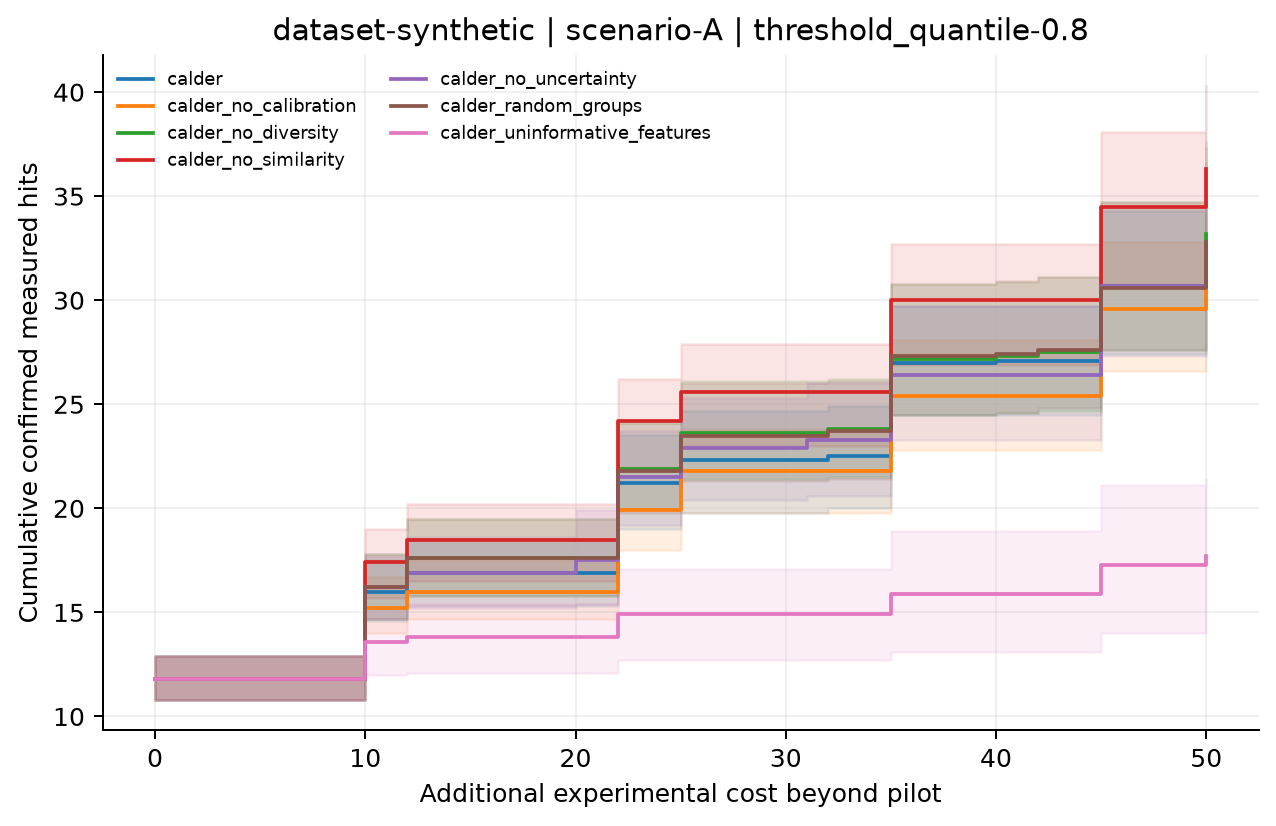 dataset-synthetic | scenario-A | threshold_quantile-0.8
calder
calder_no_calibration
calder_no_diversity
calder_no_similarity
calder_no_uncertainty
calder_random_groups
calder_uninformative_features
Cumulative confirmed measured hits
40
35
30
25
20
15
10
0
10
20
30
40
50
Additional experimental cost beyond pilot